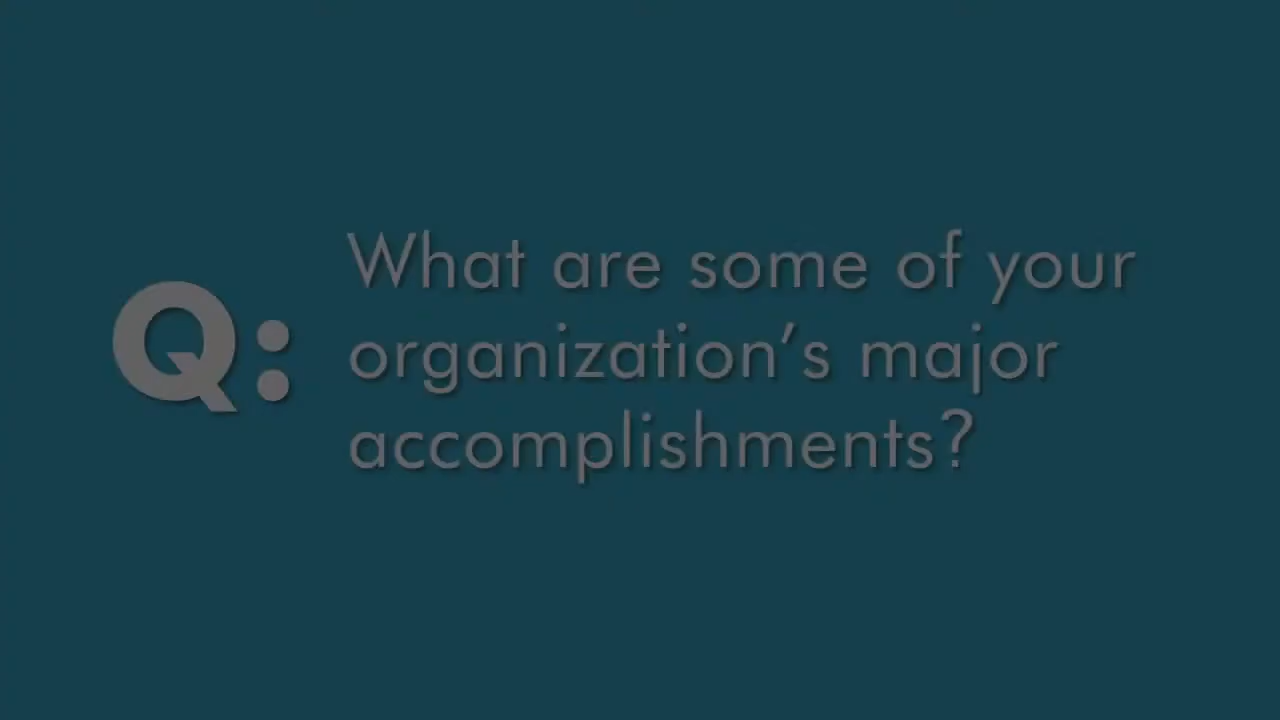 Q:
What are some of your
organization’s major
accomplishments?